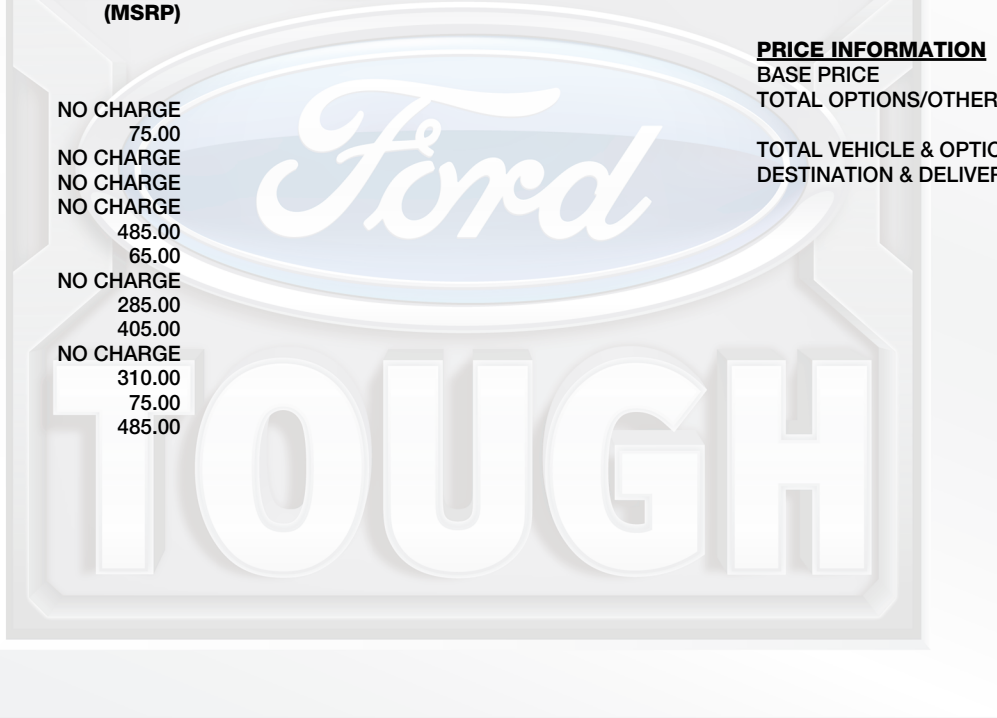 (MSRP)
NO CHARGE
75.00
NO CHARGE
NO CHARGE
NO CHARGE
485.00
65.00
NO CHARGE
285.00
405.00
NO CHARGE
310.00
75.00
485.00
PRICE INFORMATION
BASE PRICE
TOTAL OPTIONS/OTHER
TOTAL VEHICLE & OPTIO
DESTINATION & DELIVER
Ford
TOUGH